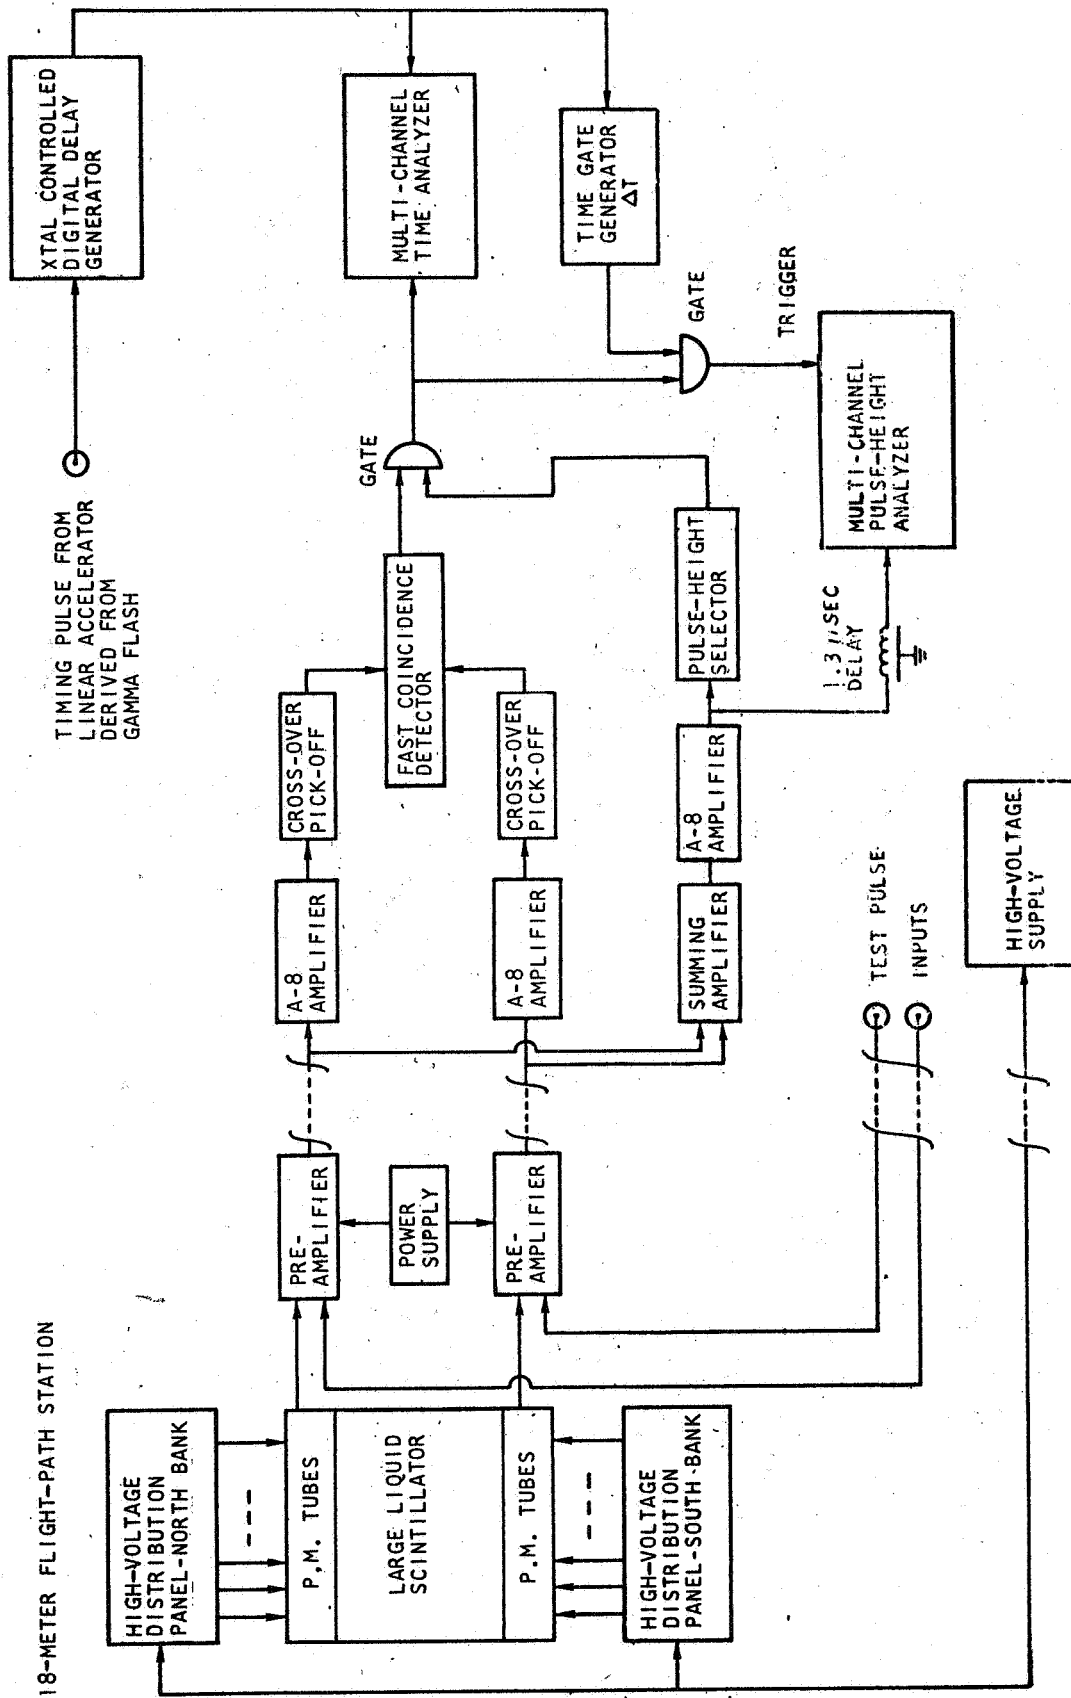 18-METER FLIGHT-PATH STATION
HIGH-VOLTAGE
DISTRIBUTION
PANEL-NORTH BANK
P.M. TUBES
LARGE LIQUID
SCINTILLATOR
P.M. TUBES
HIGH-VOLTAGE
DISTRIBUTION
PANEL-SOUTH-BANK
PRE-
AMPLIFIER
POWER
SUPPLY
PRE-
AMPLIFIER
A-8
AMPLIFIER
A-8
AMPLIFIER
SUMMING
AMPLIFIER
TEST PULSE
INPUTS
HIGH-VOLTAGE
SUPPLY
CROSS-OVER
PICK-OFF
CROSS-OVER
PICK-OFF
A-8
AMPLIFIER
FAST COINCIDENCE
DETECTOR
PULSE-HEIGHT
SELECTOR
1.3 μSEC
DELAY
TIMING PULSE FROM
LINEAR ACCELERATOR
DERIVED FROM
GAMMA FLASH
GATE
MULTI-CHANNEL
PULSE-HEIGHT
ANALYZER
TRIGGER
GATE
XTAL CONTROLLED
DIGITAL DELAY
GENERATOR
MULTI-CHANNEL
TIME ANALYZER
TIME GATE
GENERATOR
ΔT